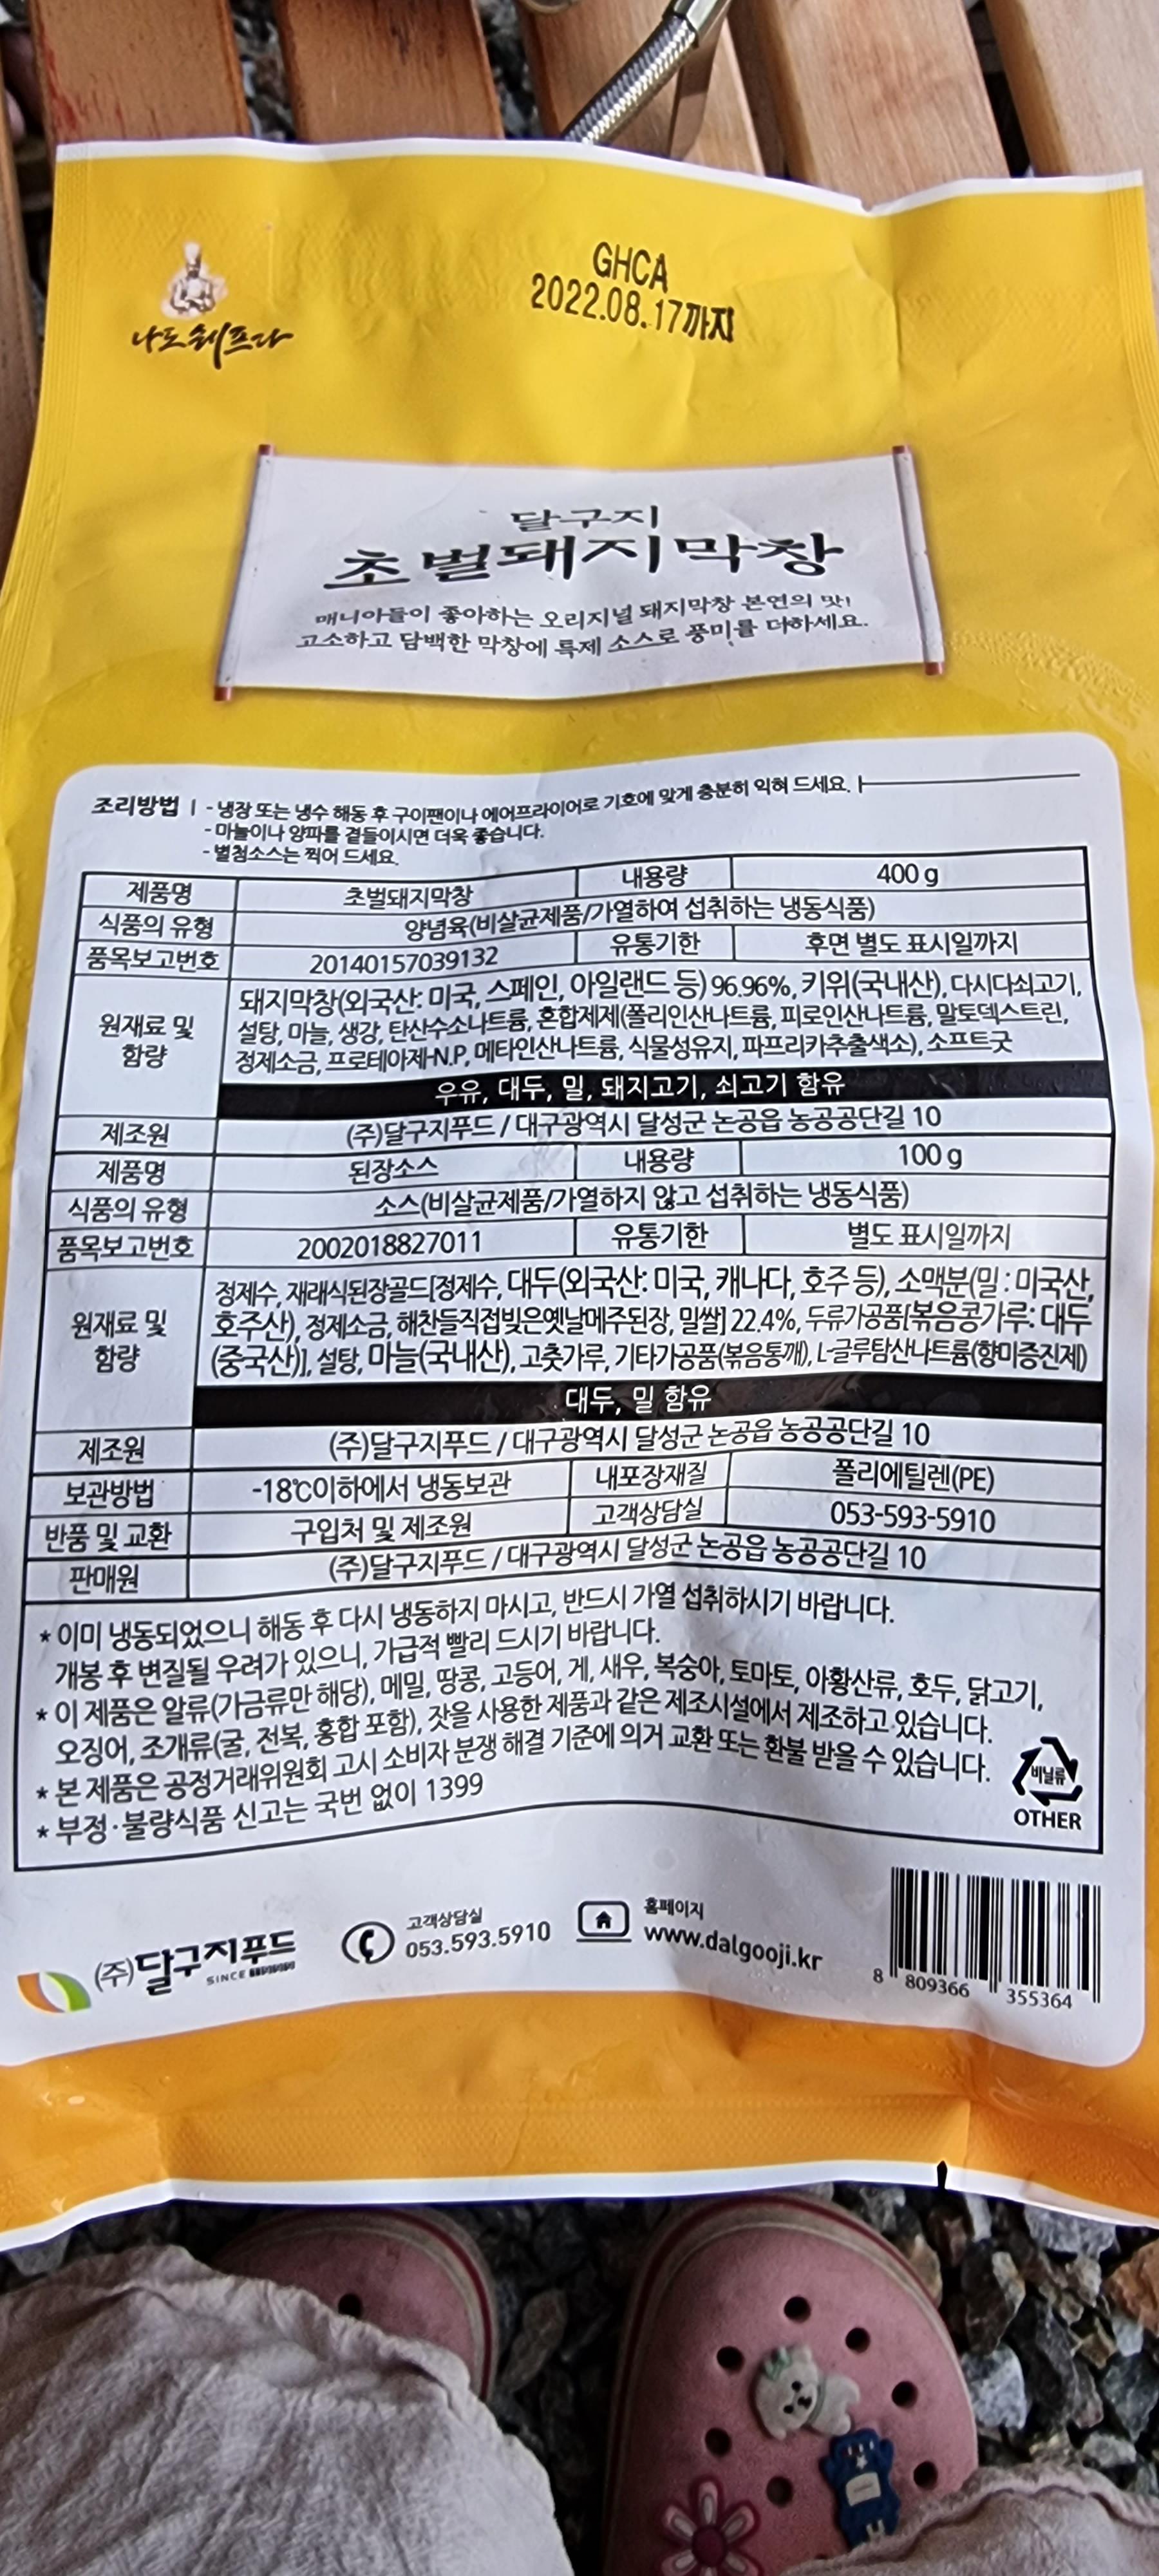 GHCA
2022.08.17까지
나도쉐프다
달구지
초벌돼지막창
매니아들이 좋아하는 오리지널 돼지막창 본연의 맛!
고소하고 담백한 막창에 특제 소스로 풍미를 더하세요.
조리방법 | - 냉장 또는 냉수 해동 후 구이팬이나 에어프라이어로 기호에 맞게 충분히 익혀 드세요.
- 마늘이나 양파를 곁들이시면 더욱 좋습니다.
- 별첨소스는 찍어 드세요.
제품명 초벌돼지막창 내용량 400 g
식품의 유형 양념육(비살균제품/가열하여 섭취하는 냉동식품)
품목보고번호 20140157039132 유통기한 후면 별도 표시일까지
원재료 및 함량
돼지막창(외국산: 미국, 스페인, 아일랜드 등) 96.96%, 키위(국내산), 다시다쇠고기,
설탕, 마늘, 생강, 탄산수소나트륨, 혼합제제(폴리인산나트륨, 피로인산나트륨, 말토덱스트린,
정제소금, 프로테아제-N.P, 메타인산나트륨, 식물성유지, 파프리카추출색소), 소프트굿
우유, 대두, 밀, 돼지고기, 쇠고기 함유
제조원 (주)달구지푸드 / 대구광역시 달성군 논공읍 농공공단길 10
제품명 된장소스 내용량 100 g
식품의 유형 소스(비살균제품/가열하지 않고 섭취하는 냉동식품)
품목보고번호 2002018827011 유통기한 별도 표시일까지
원재료 및 함량
정제수, 재래식된장골드[정제수, 대두(외국산: 미국, 캐나다, 호주 등), 소맥분(밀 : 미국산,
호주산), 정제소금, 해찬들직접빚은옛날메주된장, 밀쌀] 22.4%, 두류가공품[볶음콩가루: 대두
(중국산)], 설탕, 마늘(국내산), 고춧가루, 기타가공품(볶음통깨), L-글루탐산나트륨(향미증진제)
대두, 밀 함유
제조원 (주)달구지푸드 / 대구광역시 달성군 논공읍 농공공단길 10
보관방법 -18℃이하에서 냉동보관 내포장재질 폴리에틸렌(PE)
반품 및 교환 구입처 및 제조원 고객상담실 053-593-5910
판매원 (주)달구지푸드 / 대구광역시 달성군 논공읍 농공공단길 10
* 이미 냉동되었으니 해동 후 다시 냉동하지 마시고, 반드시 가열 섭취하시기 바랍니다.
개봉 후 변질될 우려가 있으니, 가급적 빨리 드시기 바랍니다.
* 이 제품은 알류(가금류만 해당), 메밀, 땅콩, 고등어, 게, 새우, 복숭아, 토마토, 아황산류, 호두, 닭고기,
오징어, 조개류(굴, 전복, 홍합 포함), 잣을 사용한 제품과 같은 제조시설에서 제조하고 있습니다.
* 본 제품은 공정거래위원회 고시 소비자 분쟁 해결 기준에 의거 교환 또는 환불 받을 수 있습니다.
* 부정·불량식품 신고는 국번 없이 1399
비닐류
OTHER
(주)달구지푸드
SINCE
고객상담실
053.593.5910
홈페이지
www.dalgooji.kr
8 809366 355364